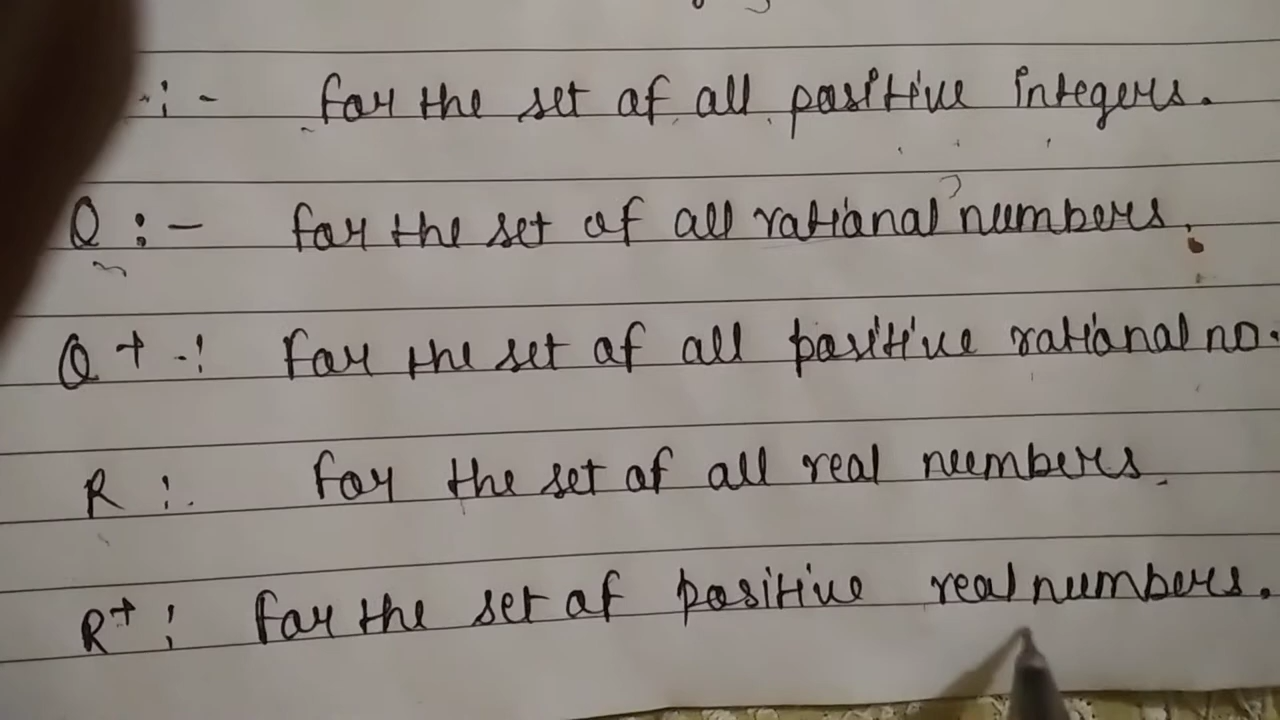 :- for the set of all positive integers.
Q :- for the set of all rational numbers.
Q+ -: for the set of all positive rational no.
R :. for the set of all real numbers.
R+ : for the set of positive real numbers.